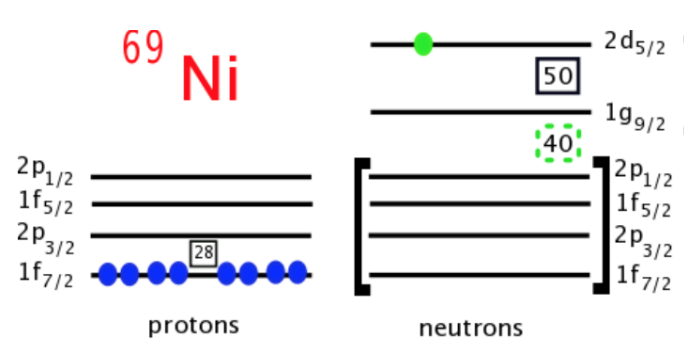 69
Ni
2p1/2
1f5/2
2p3/2
1f7/2
28
protons
2d5/2
50
1g9/2
40
2p1/2
1f5/2
2p3/2
1f7/2
neutrons